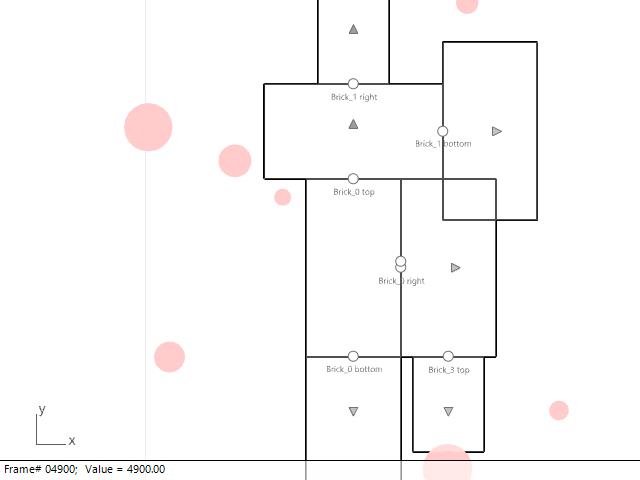 Brick_1 right
Brick_1 bottom
Brick_0 top
Brick_0 right
Brick_0 bottom
Brick_3 top
y
x
Frame# 04900; Value = 4900.00